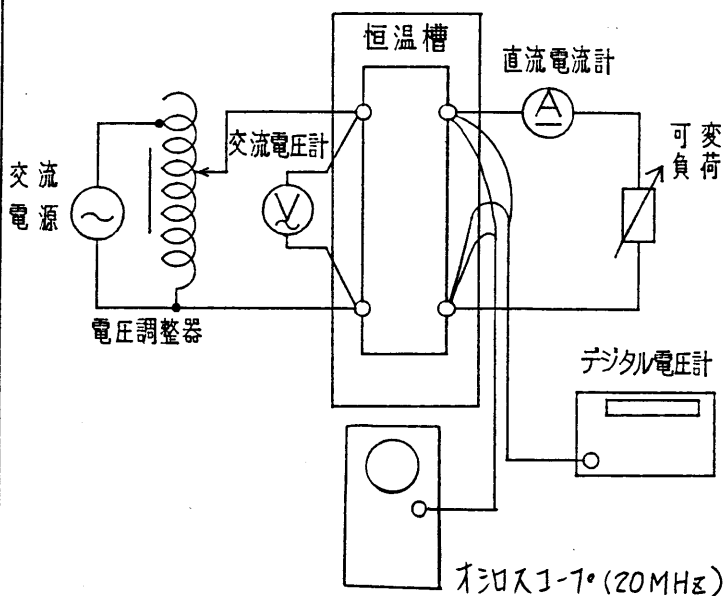 恒温槽
直流電流計
A
交流電圧計
V
可変
負荷
交流
電源
電圧調整器
デジタル電圧計
オシロスコープ(20MHz)